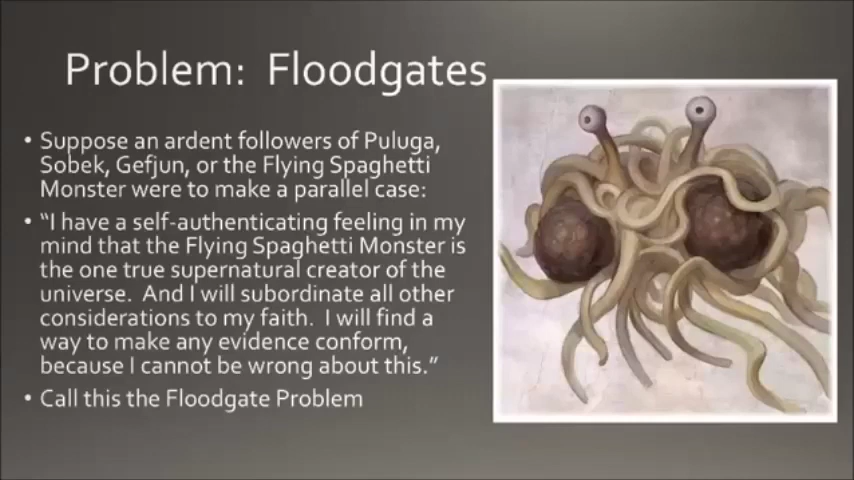 Problem: Floodgates
• Suppose an ardent followers of Puluga,
Sobek, Gefjun, or the Flying Spaghetti
Monster were to make a parallel case:
• “I have a self-authenticating feeling in my
mind that the Flying Spaghetti Monster is
the one true supernatural creator of the
universe. And I will subordinate all other
considerations to my faith. I will find a
way to make any evidence conform,
because I cannot be wrong about this.”
• Call this the Floodgate Problem